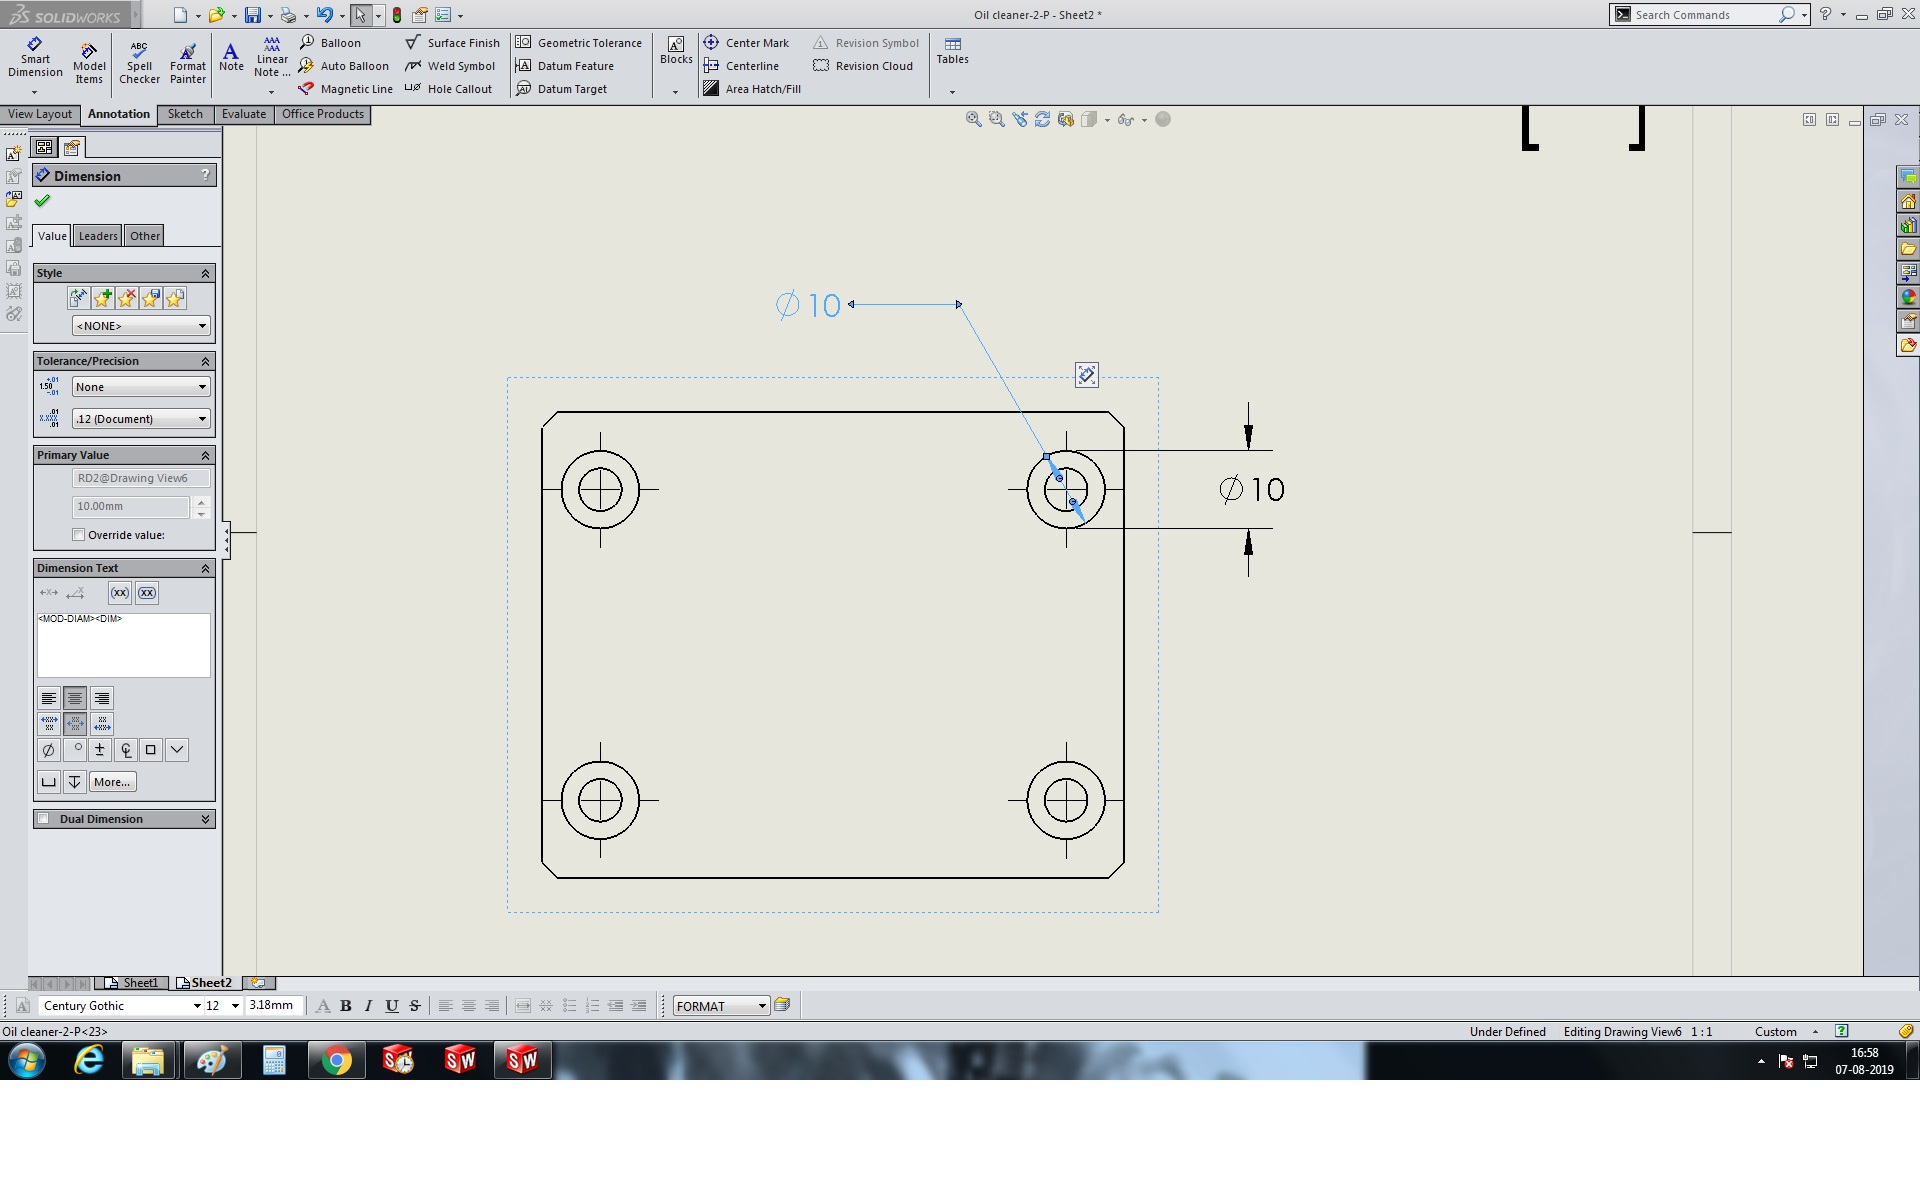 SOLIDWORKS
Oil cleaner-2-P - Sheet2 *
Search Commands
Smart Dimension
Model Items
Spell Checker
Format Painter
Note
Linear Note ...
Balloon
Auto Balloon
Magnetic Line
Surface Finish
Weld Symbol
Hole Callout
Geometric Tolerance
Datum Feature
Datum Target
Blocks
Center Mark
Centerline
Area Hatch/Fill
Revision Symbol
Revision Cloud
Tables
View Layout
Annotation
Sketch
Evaluate
Office Products
Dimension
?
Value
Leaders
Other
Style
<NONE>
Tolerance/Precision
None
.12 (Document)
Primary Value
RD2@Drawing View6
10.00mm
Override value:
Dimension Text
(xx)
(xx)
<MOD-DIAM><DIM>
More...
Dual Dimension
∅10
∅10
Sheet1
Sheet2
Century Gothic
12
3.18mm
A B I U S
FORMAT
Oil cleaner-2-P<23>
Under Defined
Editing Drawing View6
1 : 1
Custom
16:58
07-08-2019